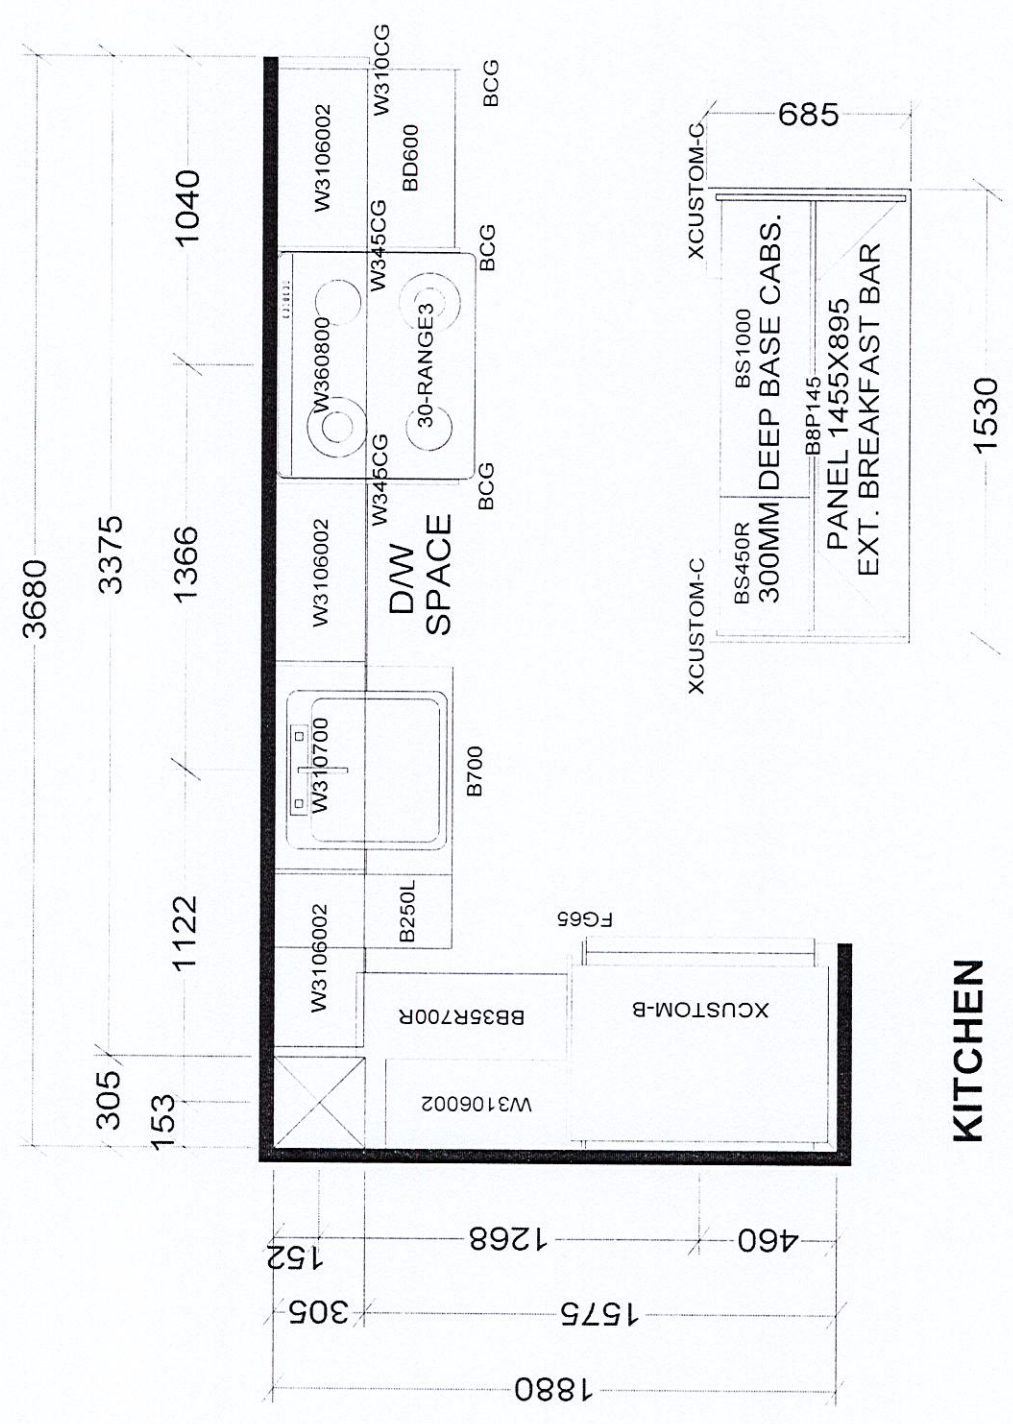 3680
3375
305
1040
1366
1122
153
W3106002
W310CG
BD600
BCG
W345CG
BCG
W360800
30-RANGE3
W345CG
BCG
W3106002
D/W
SPACE
W310700
B700
W3106002
B250L
BB35R700R
W3106002
FG65
XCUSTOM-B
XCUSTOM-C
685
BS1000
BS450R
300MM DEEP BASE CABS.
B8P145
PANEL 1455X895
EXT. BREAKFAST BAR
XCUSTOM-C
1530
KITCHEN
152
1268
460
305
1575
1880